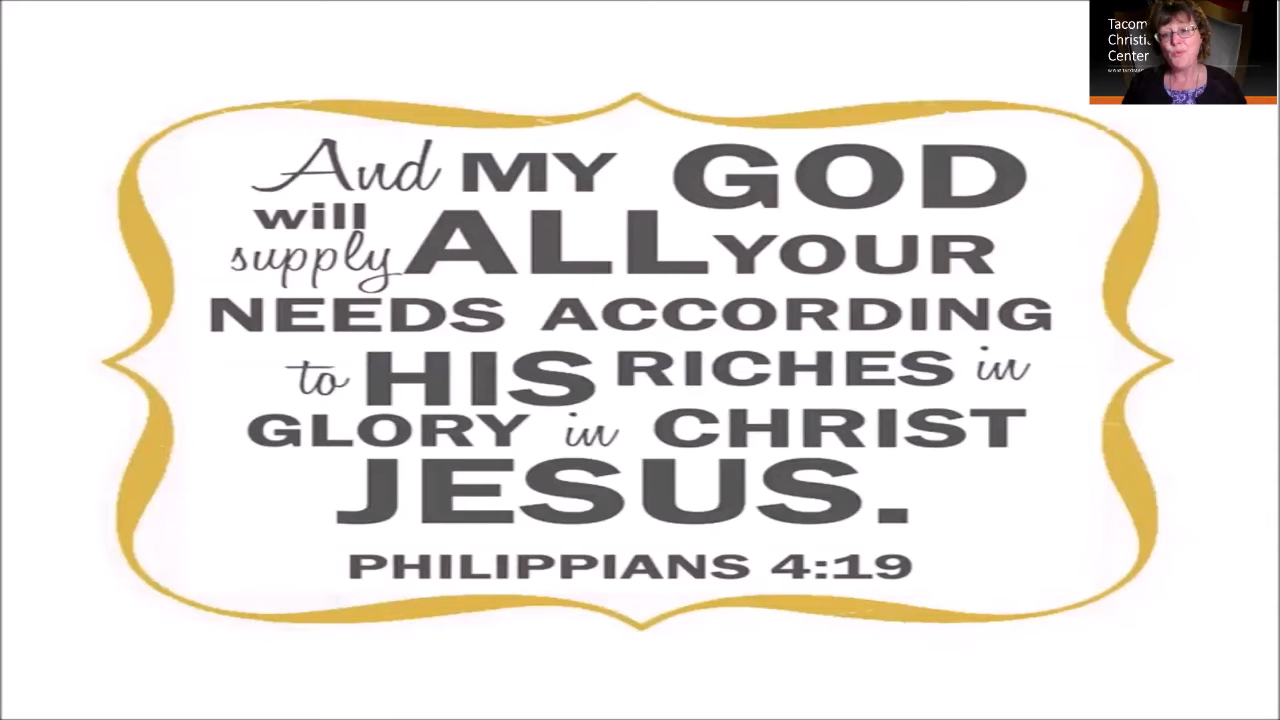 And MY GOD
will
supply ALL YOUR
NEEDS ACCORDING
to HIS RICHES in
GLORY in CHRIST
JESUS.
PHILIPPIANS 4:19
Center